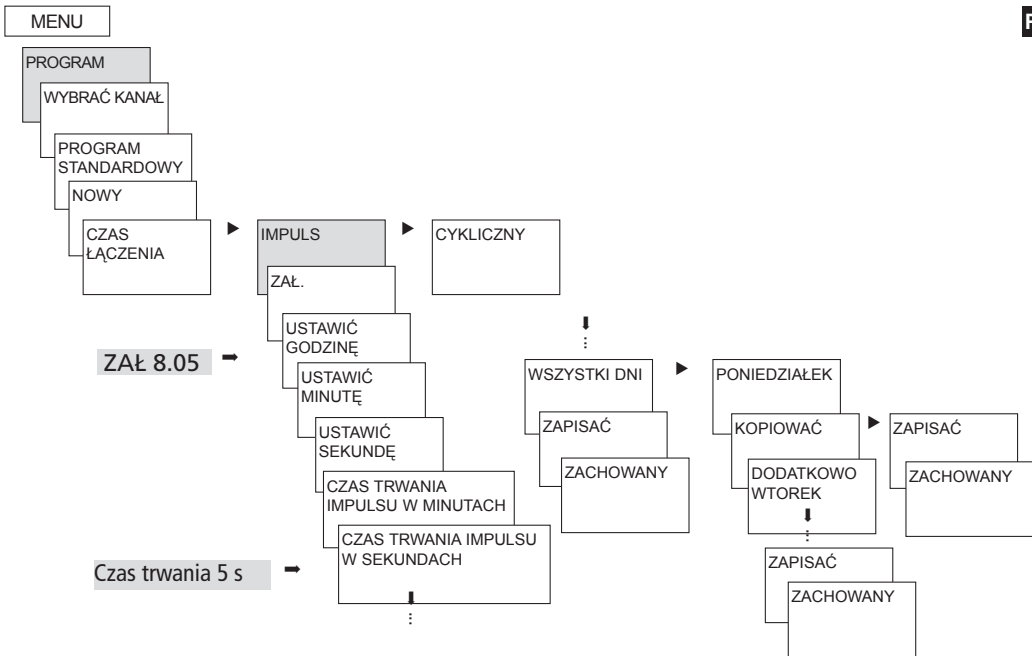 MENU
PROGRAM
WYBRAĆ KANAŁ
PROGRAM
STANDARDOWY
NOWY
CZAS
ŁĄCZENIA
IMPULS
CYKLICZNY
ZAŁ.
ZAŁ 8.05
USTAWIĆ
GODZINĘ
USTAWIĆ
MINUTĘ
USTAWIĆ
SEKUNDĘ
CZAS TRWANIA
IMPULSU W MINUTACH
CZAS TRWANIA IMPULSU
W SEKUNDACH
Czas trwania 5 s
WSZYSTKI DNI
ZAPISAĆ
ZACHOWANY
PONIEDZIAŁEK
KOPIOWAĆ
DODATKOWO
WTOREK
ZAPISAĆ
ZACHOWANY
ZAPISAĆ
ZACHOWANY